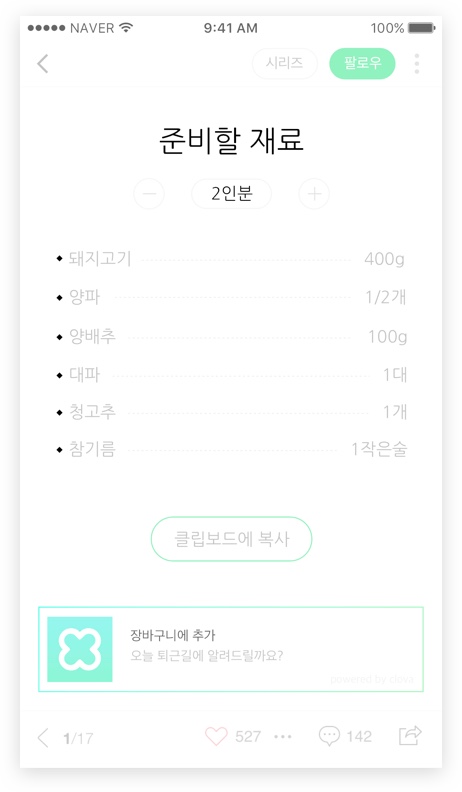 NAVER 9:41 AM 100%
시리즈 팔로우
준비할 재료
2인분
돼지고기 400g
양파 1/2개
양배추 100g
대파 1대
청고추 1개
참기름 1작은술
클립보드에 복사
장바구니에 추가
오늘 퇴근길에 알려드릴까요?
powered by
1/17 527 142